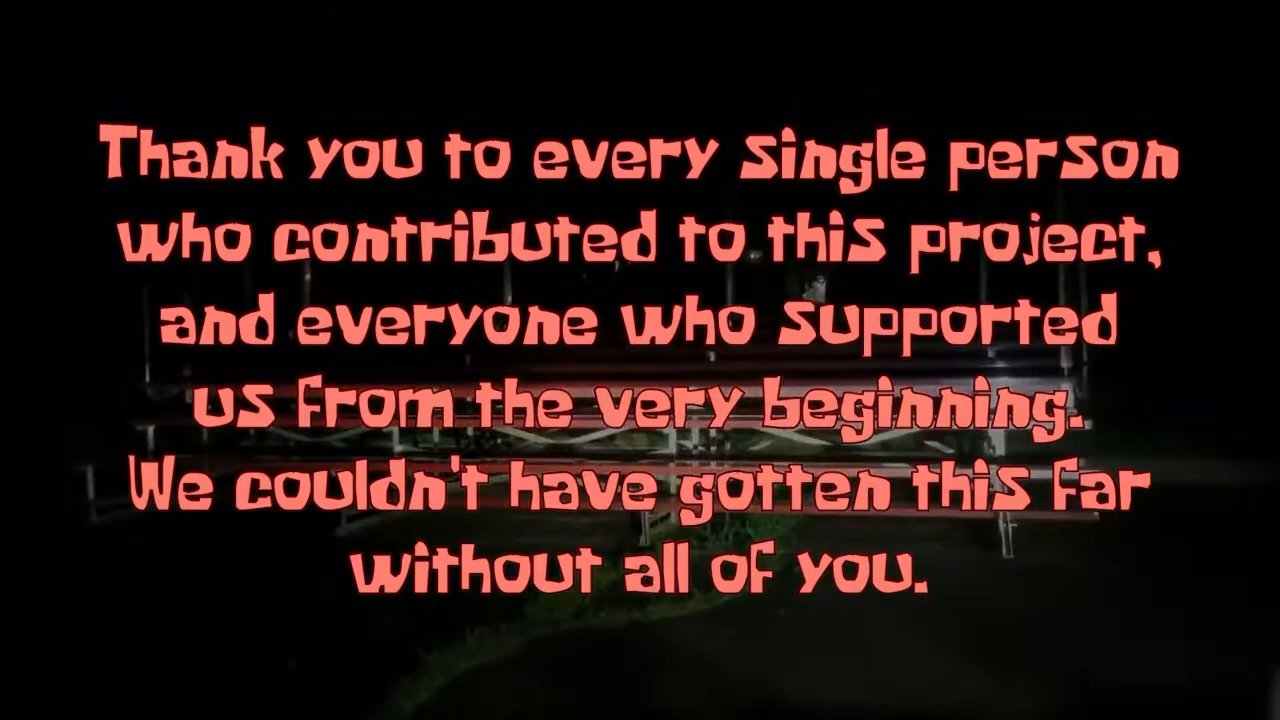 Thank you to every single person
who contributed to this project,
and everyone who supported
us from the very beginning.
We couldn't have gotten this far
without all of you.